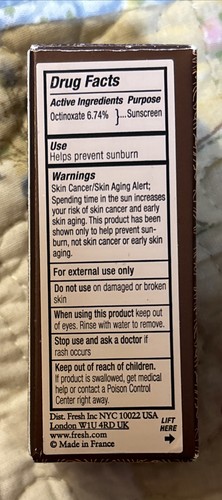 Drug Facts
Active Ingredients Purpose
Octinoxate 6.74% }...Sunscreen
Use
Helps prevent sunburn
Warnings
Skin Cancer/Skin Aging Alert;
Spending time in the sun increases
your risk of skin cancer and early
skin aging. This product has been
shown only to help prevent sun-
burn, not skin cancer or early skin
aging.
For external use only
Do not use on damaged or broken
skin
When using this product keep out
of eyes. Rinse with water to remove.
Stop use and ask a doctor if
rash occurs
Keep out of reach of children.
If product is swallowed, get medical
help or contact a Poison Control
Center right away.
Dist. Fresh Inc NYC 10022 USA
London W1U 4RD UK
www.fresh.com
© Made in France
LIFT
HERE
→